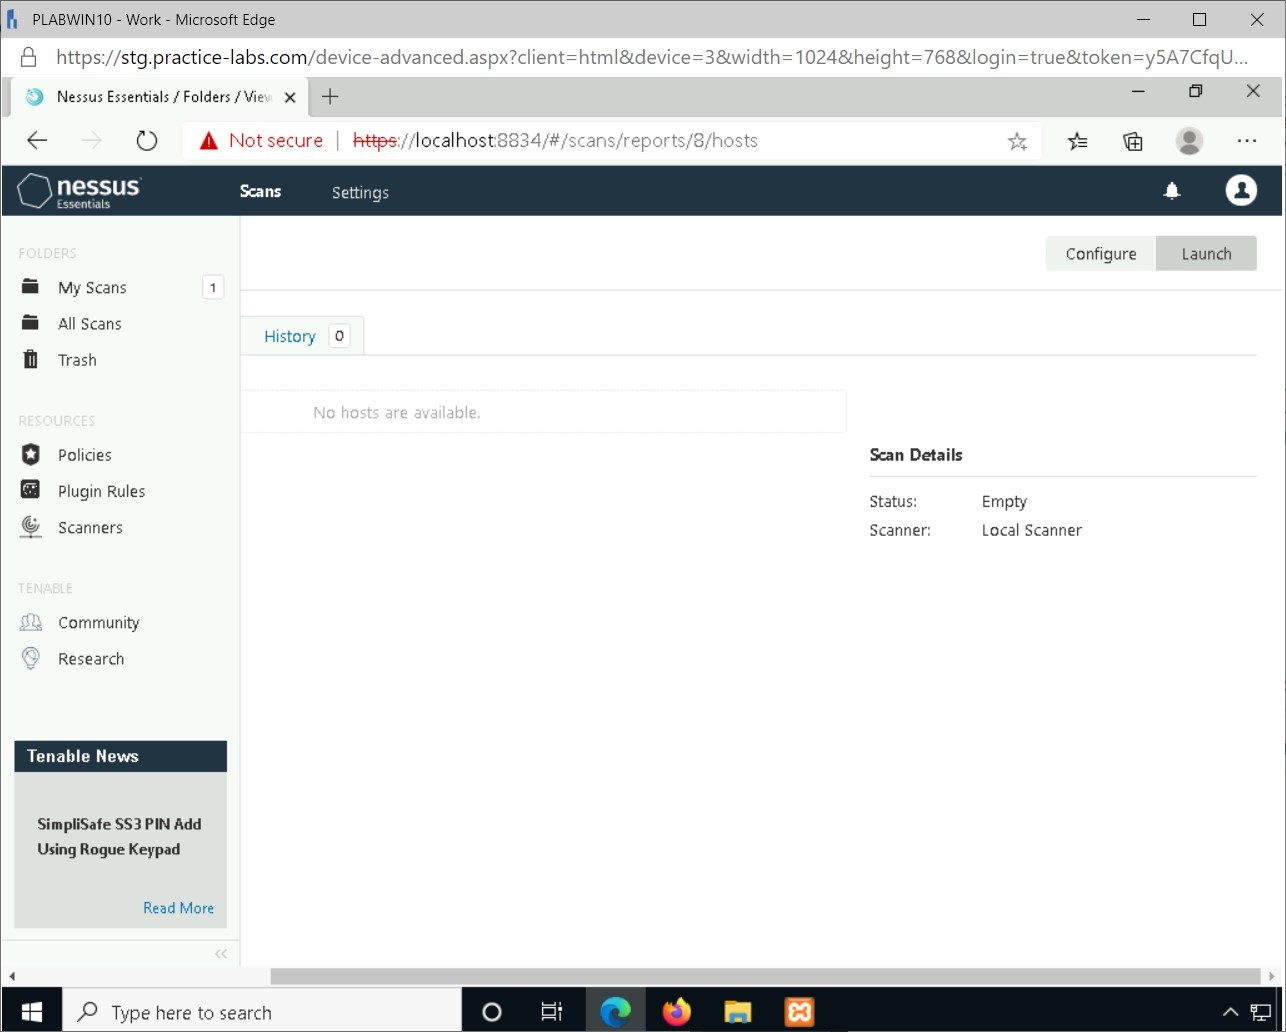 PLABWIN10 - Work - Microsoft Edge
https://stg.practice-labs.com/device-advanced.aspx?client=html&device=3&width=1024&height=768&login=true&token=y5A7CfqU...
Nessus Essentials / Folders / View
Not secure | https://localhost:8834/#/scans/reports/8/hosts
nessus
Essentials
Scans
Settings
FOLDERS
My Scans 1
All Scans
Trash
RESOURCES
Policies
Plugin Rules
Scanners
TENABLE
Community
Research
Tenable News
SimpliSafe SS3 PIN Add
Using Rogue Keypad
Read More
Configure
Launch
History 0
No hosts are available.
Scan Details
Status: Empty
Scanner: Local Scanner
Type here to search